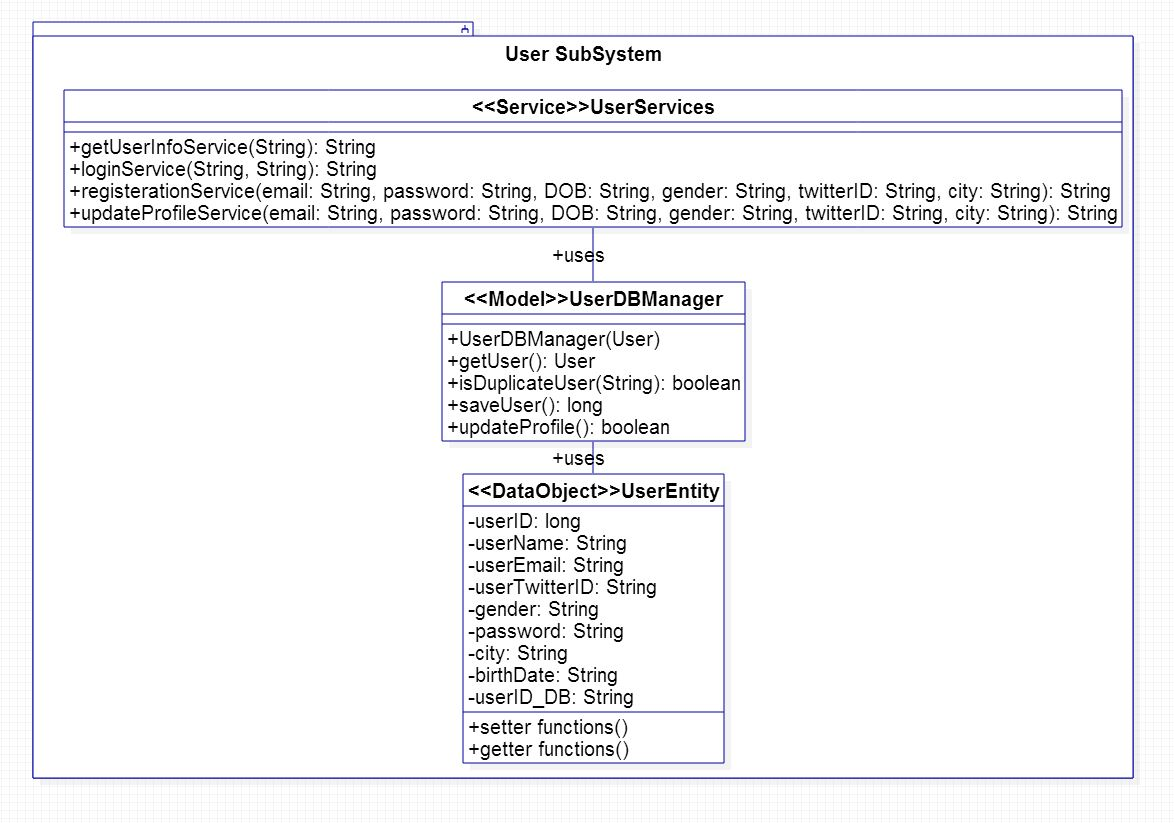 User SubSystem
<<Service>>UserServices
+getUserInfoService(String): String
+loginService(String, String): String
+registerationService(email: String, password: String, DOB: String, gender: String, twitterID: String, city: String): String
+updateProfileService(email: String, password: String, DOB: String, gender: String, twitterID: String, city: String): String
+uses
<<Model>>UserDBManager
+UserDBManager(User)
+getUser(): User
+isDuplicateUser(String): boolean
+saveUser(): long
+updateProfile(): boolean
+uses
<<DataObject>>UserEntity
-userID: long
-userName: String
-userEmail: String
-userTwitterID: String
-gender: String
-password: String
-city: String
-birthDate: String
-userID_DB: String
+setter functions()
+getter functions()